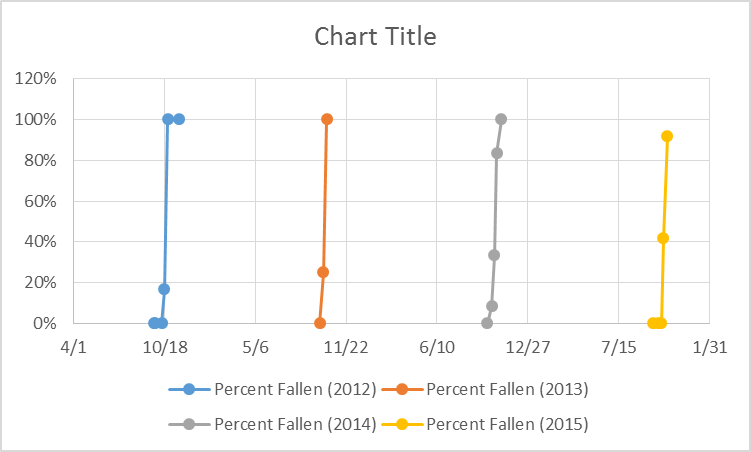 Chart Title
120%
100%
80%
60%
40%
20%
0%
4/1 10/18 5/6 11/22 6/10 12/27 7/15 1/31
Percent Fallen (2012) Percent Fallen (2013)
Percent Fallen (2014) Percent Fallen (2015)